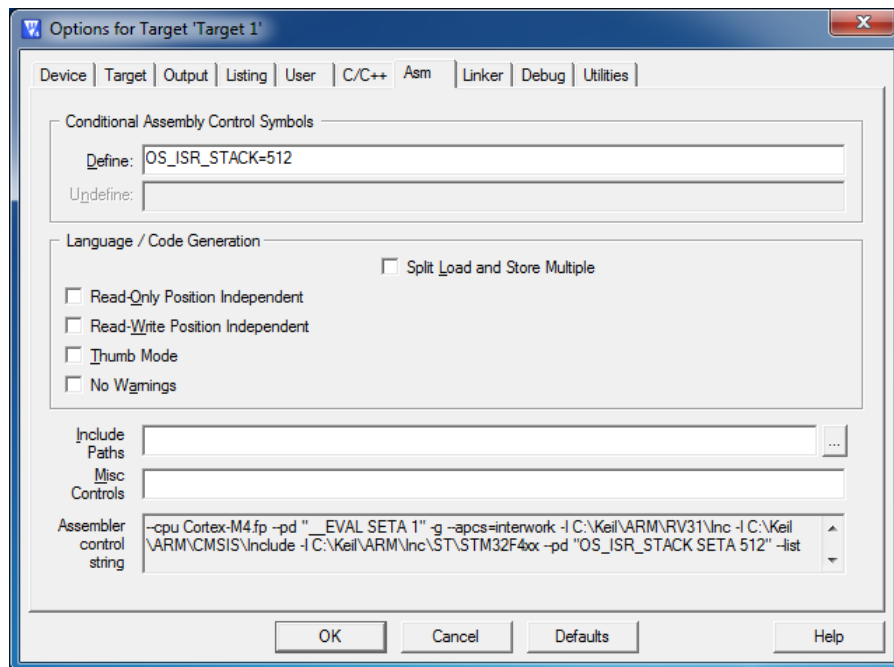 Options for Target 'Target 1'
Device Target Output Listing User C/C++ Asm Linker Debug Utilities
Conditional Assembly Control Symbols
Define: OS_ISR_STACK=512
Undefine:
Language / Code Generation
Split Load and Store Multiple
Read-Only Position Independent
Read-Write Position Independent
Thumb Mode
No Warnings
Include
Paths
...
Misc
Controls
Assembler
control
string
--cpu Cortex-M4.fp --pd "__EVAL SETA 1" -g --apcs=interwork -I C:\Keil\ARM\RV31\Inc -I C:\Keil
\ARM\CMSIS\Include -I C:\Keil\ARM\Inc\ST\STM32F4xx --pd "OS_ISR_STACK SETA 512" --list
OK Cancel Defaults Help